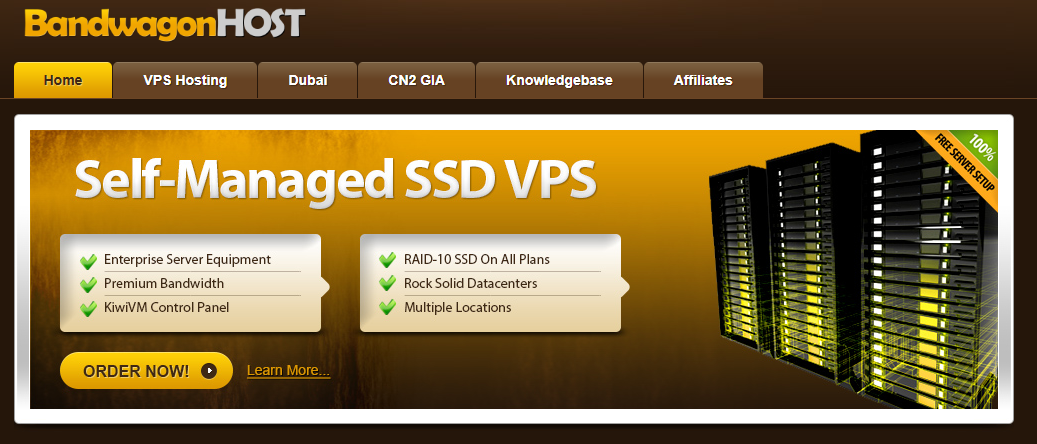 BandwagonHOST
Home VPS Hosting Dubai CN2 GIA Knowledgebase Affiliates
Self-Managed SSD VPS
100%
FREE SERVER SETUP
Enterprise Server Equipment
Premium Bandwidth
KiwiVM Control Panel
RAID-10 SSD On All Plans
Rock Solid Datacenters
Multiple Locations
ORDER NOW!
Learn More...